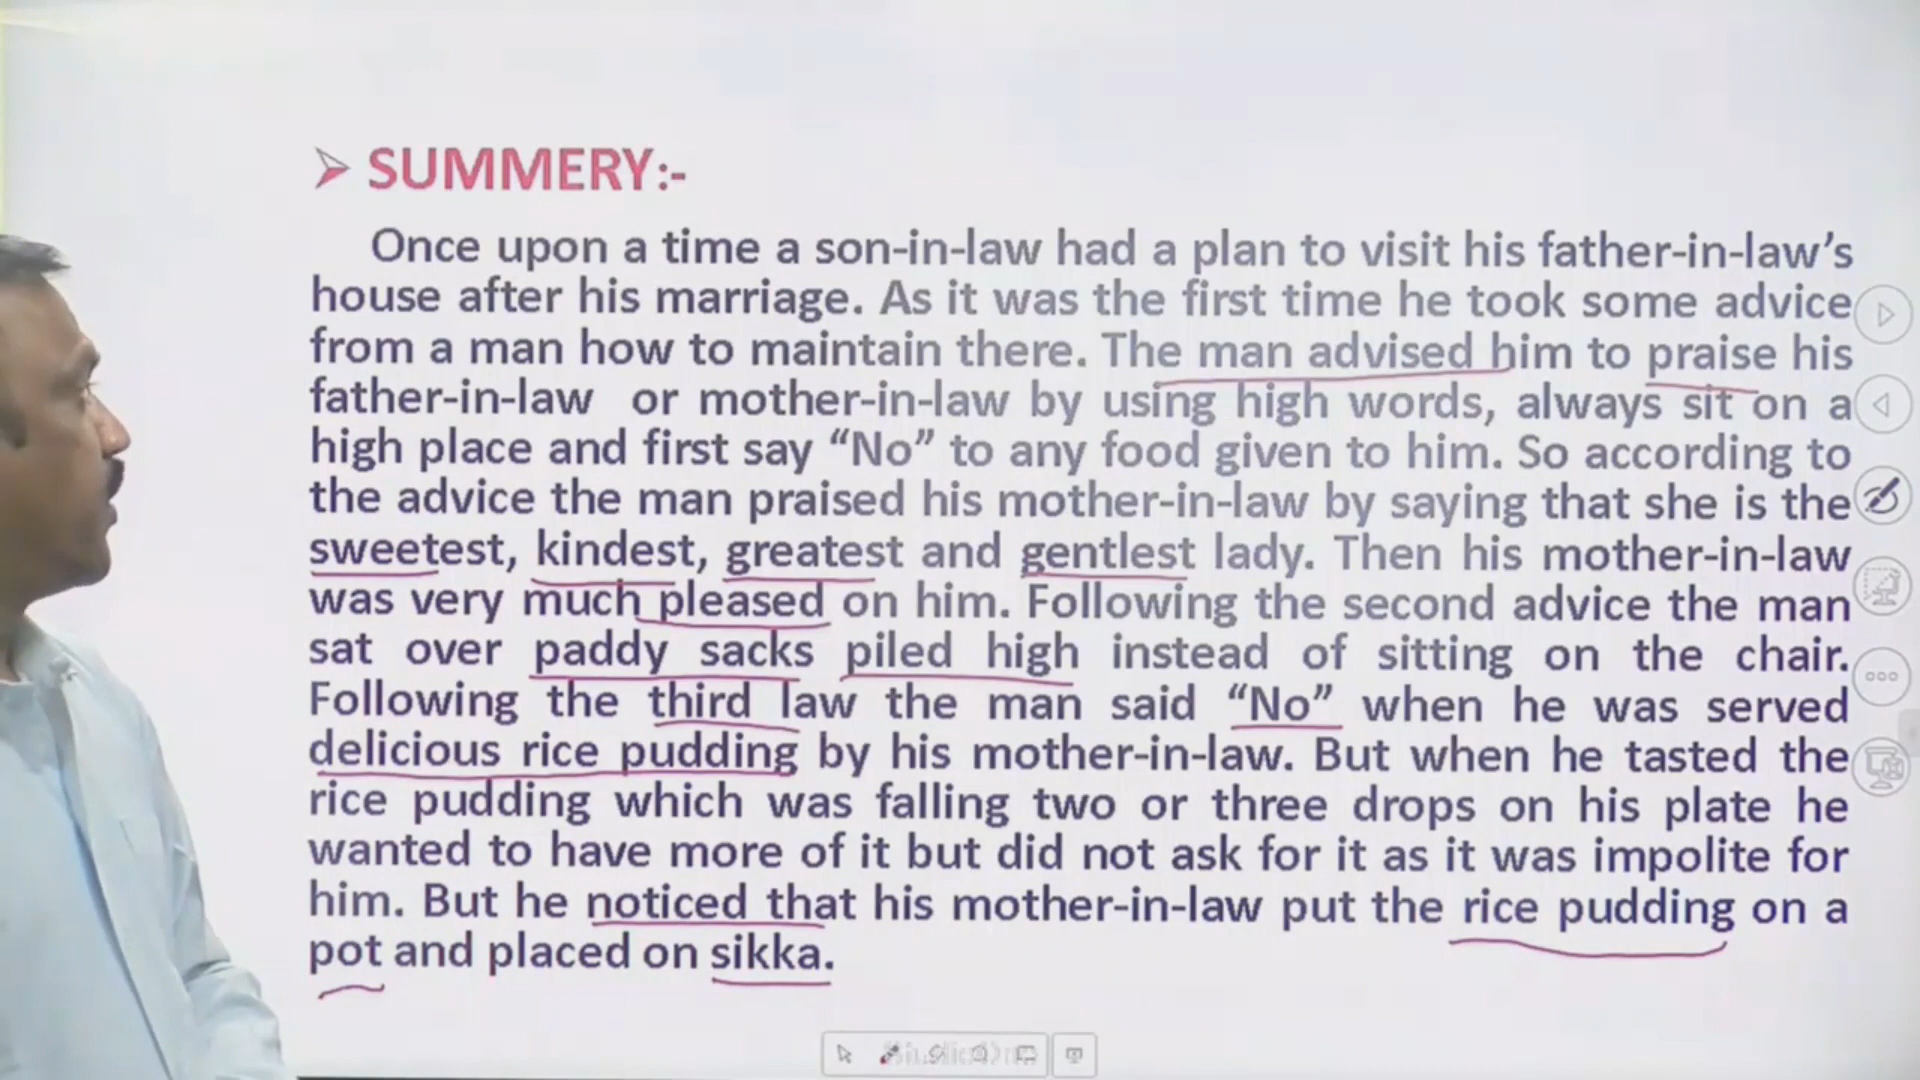 ➢ SUMMERY:-
Once upon a time a son-in-law had a plan to visit his father-in-law’s
house after his marriage. As it was the first time he took some advice
from a man how to maintain there. The man advised him to praise his
father-in-law or mother-in-law by using high words, always sit on a
high place and first say “No” to any food given to him. So according to
the advice the man praised his mother-in-law by saying that she is the
sweetest, kindest, greatest and gentlest lady. Then his mother-in-law
was very much pleased on him. Following the second advice the man
sat over paddy sacks piled high instead of sitting on the chair.
Following the third law the man said “No” when he was served
delicious rice pudding by his mother-in-law. But when he tasted the
rice pudding which was falling two or three drops on his plate he
wanted to have more of it but did not ask for it as it was impolite for
him. But he noticed that his mother-in-law put the rice pudding on a
pot and placed on sikka.